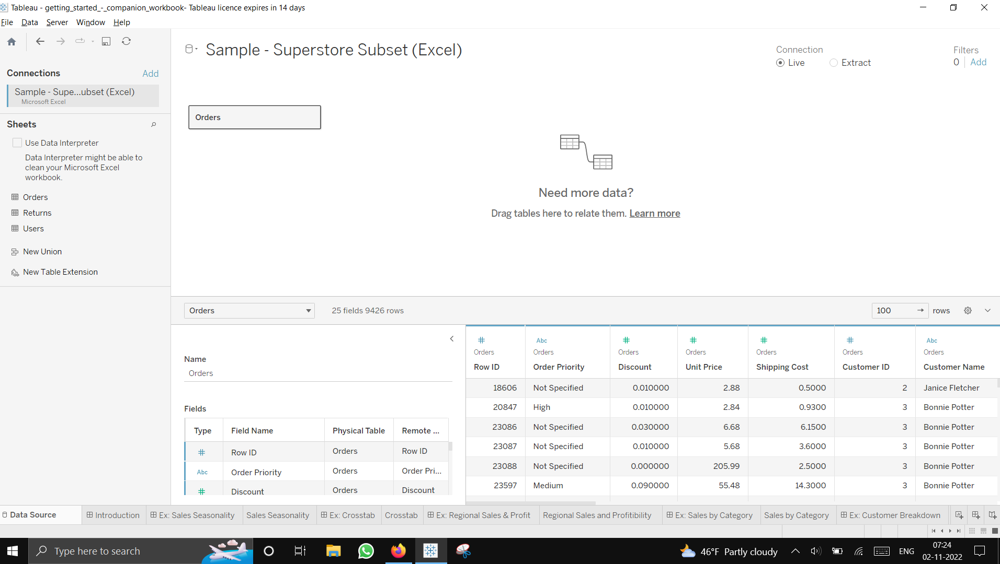 Tableau - getting_started_-_companion_workbook- Tableau licence expires in 14 days
File Data Server Window Help
Connections Add
Sample - Supe...ubset (Excel)
Microsoft Excel
Sheets
Use Data Interpreter
Data Interpreter might be able to
clean your Microsoft Excel
workbook.
Orders
Returns
Users
New Union
New Table Extension
Sample - Superstore Subset (Excel)
Connection
Live Extract
Filters
0 Add
Orders
Need more data?
Drag tables here to relate them. Learn more
Orders 25 fields 9426 rows 100 rows
Name
Orders
Fields
Type Field Name Physical Table Remote ...
# Row ID Orders Row ID
Abc Order Priority Orders Order Pri...
# Discount Orders Discount
# Abc # # # # Abc
Orders Orders Orders Orders Orders Orders Orders
Row ID Order Priority Discount Unit Price Shipping Cost Customer ID Customer Name
18606 Not Specified 0.010000 2.88 0.5000 2 Janice Fletcher
20847 High 0.010000 2.84 0.9300 3 Bonnie Potter
23086 Not Specified 0.030000 6.68 6.1500 3 Bonnie Potter
23087 Not Specified 0.010000 5.68 3.6000 3 Bonnie Potter
23088 Not Specified 0.000000 205.99 2.5000 3 Bonnie Potter
23597 Medium 0.090000 55.48 14.3000 3 Bonnie Potter
Data Source Introduction Ex: Sales Seasonality Sales Seasonality Ex: Crosstab Crosstab Ex: Regional Sales & Profit Regional Sales and Profitibility Ex: Sales by Category Sales by Category Ex: Customer Breakdown
Type here to search
46°F Partly cloudy
ENG
07:24
02-11-2022